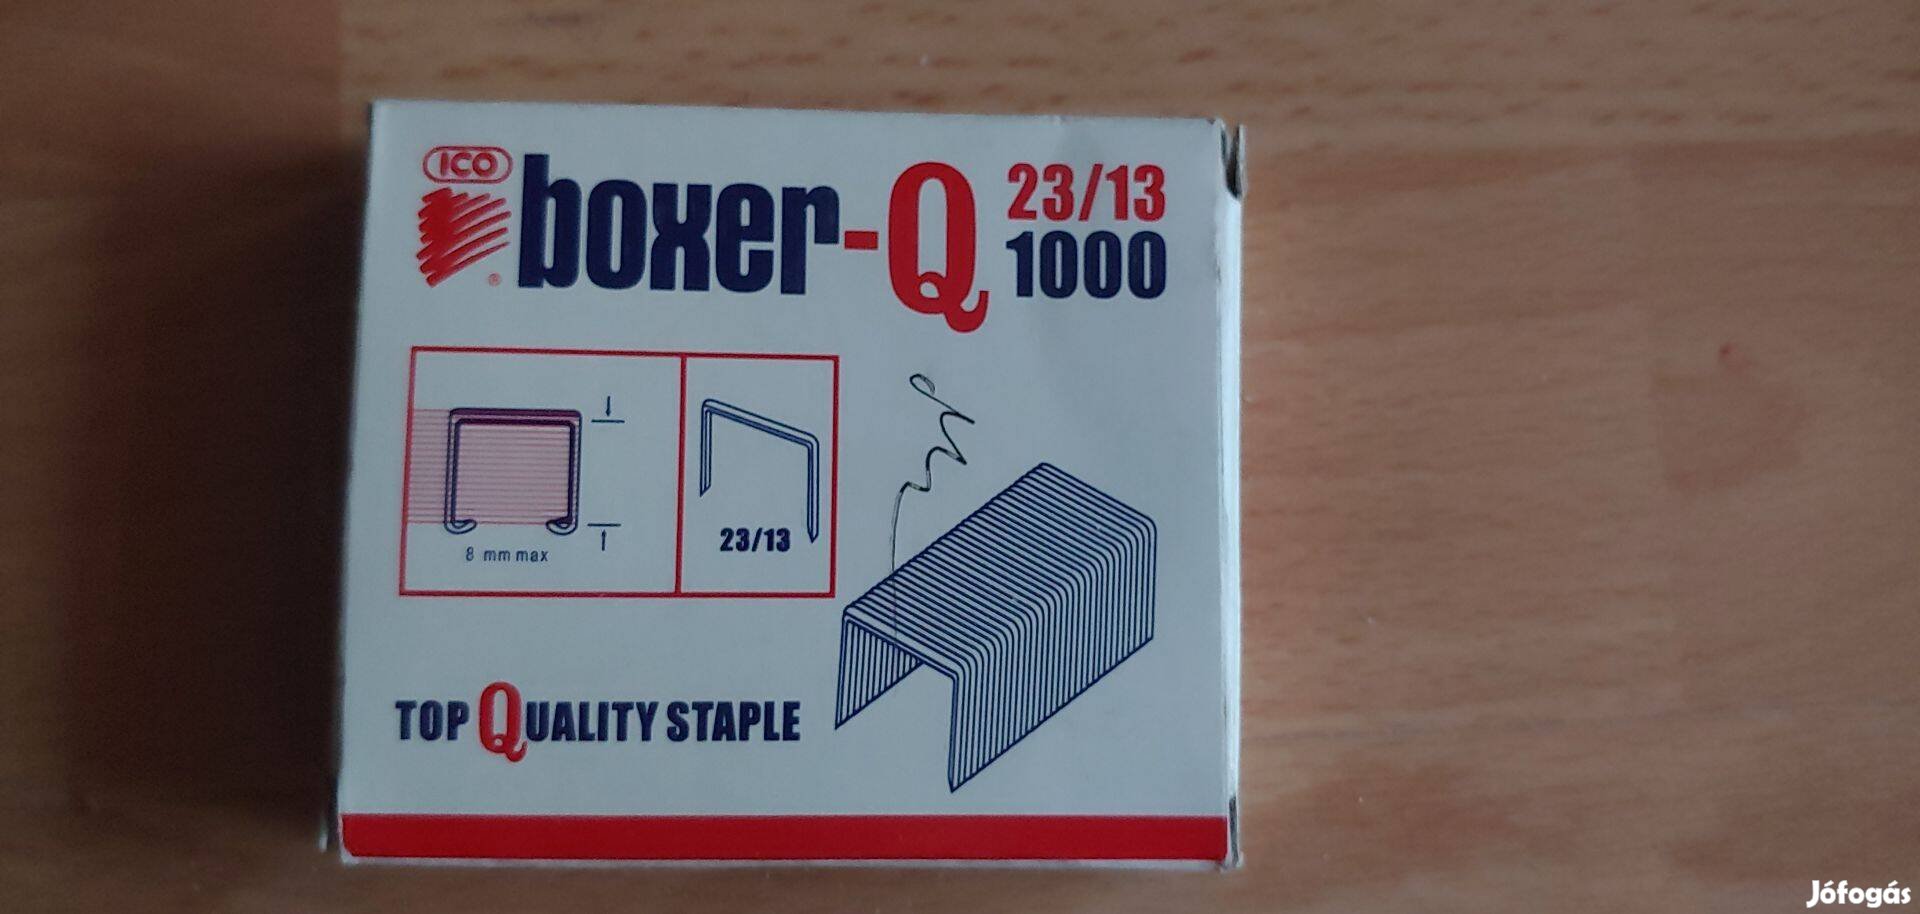 ICO
boxer-Q 23/13
1000
®
8 mm max
23/13
TOP QUALITY STAPLE
Jófogás